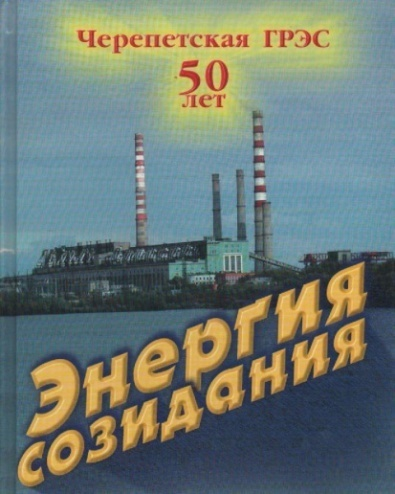 Черепетская ГРЭС
50
лет
Энергия
созидания